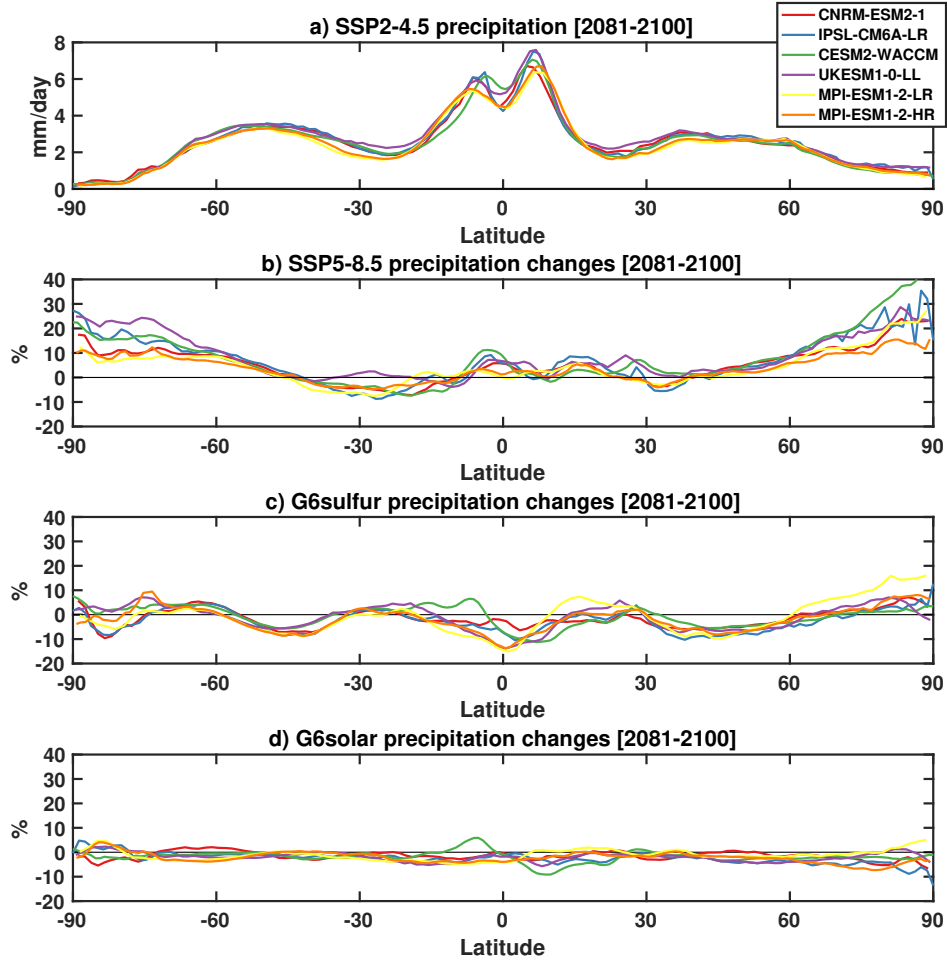 a) SSP2-4.5 precipitation [2081-2100]
CNRM-ESM2-1
IPSL-CM6A-LR
CESM2-WACCM
UKESM1-0-LL
MPI-ESM1-2-LR
MPI-ESM1-2-HR
mm/day
8
6
4
2
0
-90 -60 -30 0 30 60 90
Latitude
b) SSP5-8.5 precipitation changes [2081-2100]
%
40
30
20
10
0
-10
-20
-90 -60 -30 0 30 60 90
Latitude
c) G6sulfur precipitation changes [2081-2100]
%
40
30
20
10
0
-10
-20
-90 -60 -30 0 30 60 90
Latitude
d) G6solar precipitation changes [2081-2100]
%
40
30
20
10
0
-10
-20
-90 -60 -30 0 30 60 90
Latitude